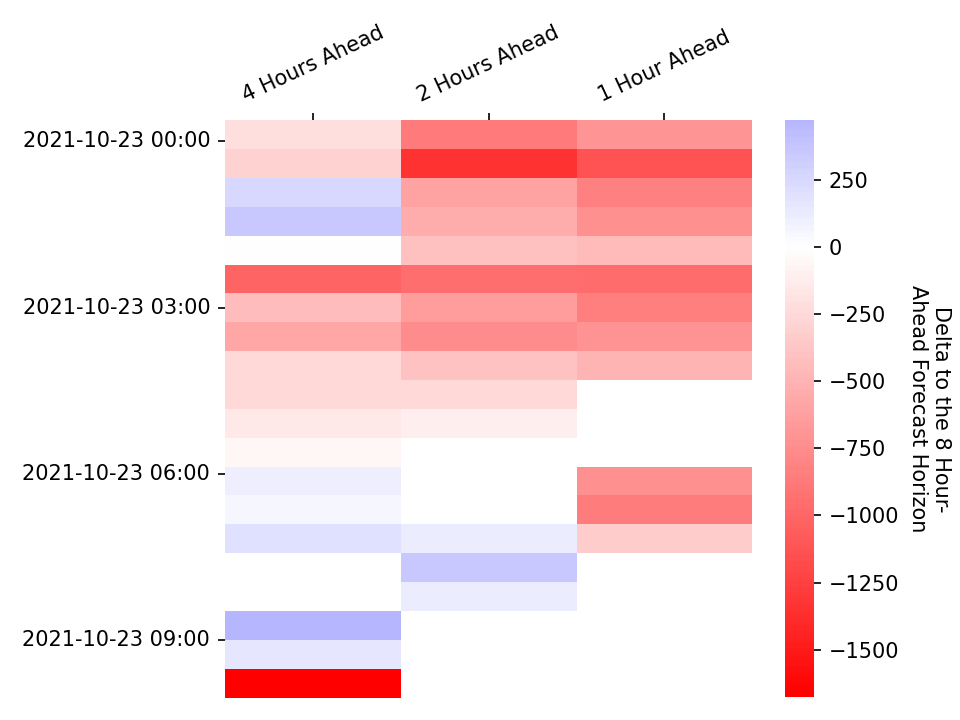 4 Hours Ahead
2 Hours Ahead
1 Hour Ahead
2021-10-23 00:00
2021-10-23 03:00
2021-10-23 06:00
2021-10-23 09:00
250
0
−250
−500
−750
−1000
−1250
−1500
Delta to the 8 Hour-
Ahead Forecast Horizon